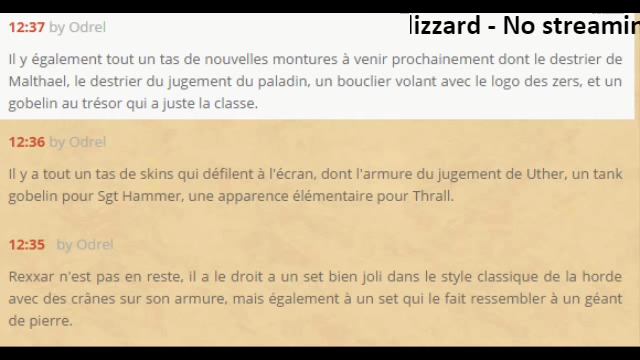 lizzard - No streamin
12:37 by Odrel
Il y également tout un tas de nouvelles montures à venir prochainement dont le destrier de
Malthael, le destrier du jugement du paladin, un bouclier volant avec le logo des zers, et un
gobelin au trésor qui a juste la classe.
12:36 by Odrel
Il y a tout un tas de skins qui défilent à l'écran, dont l'armure du jugement de Uther, un tank
gobelin pour Sgt Hammer, une apparence élémentaire pour Thrall.
12:35 by Odrel
Rexxar n'est pas en reste, il a le droit a un set bien joli dans le style classique de la horde
avec des crânes sur son armure, mais également à un set qui le fait ressembler à un géant
de pierre.